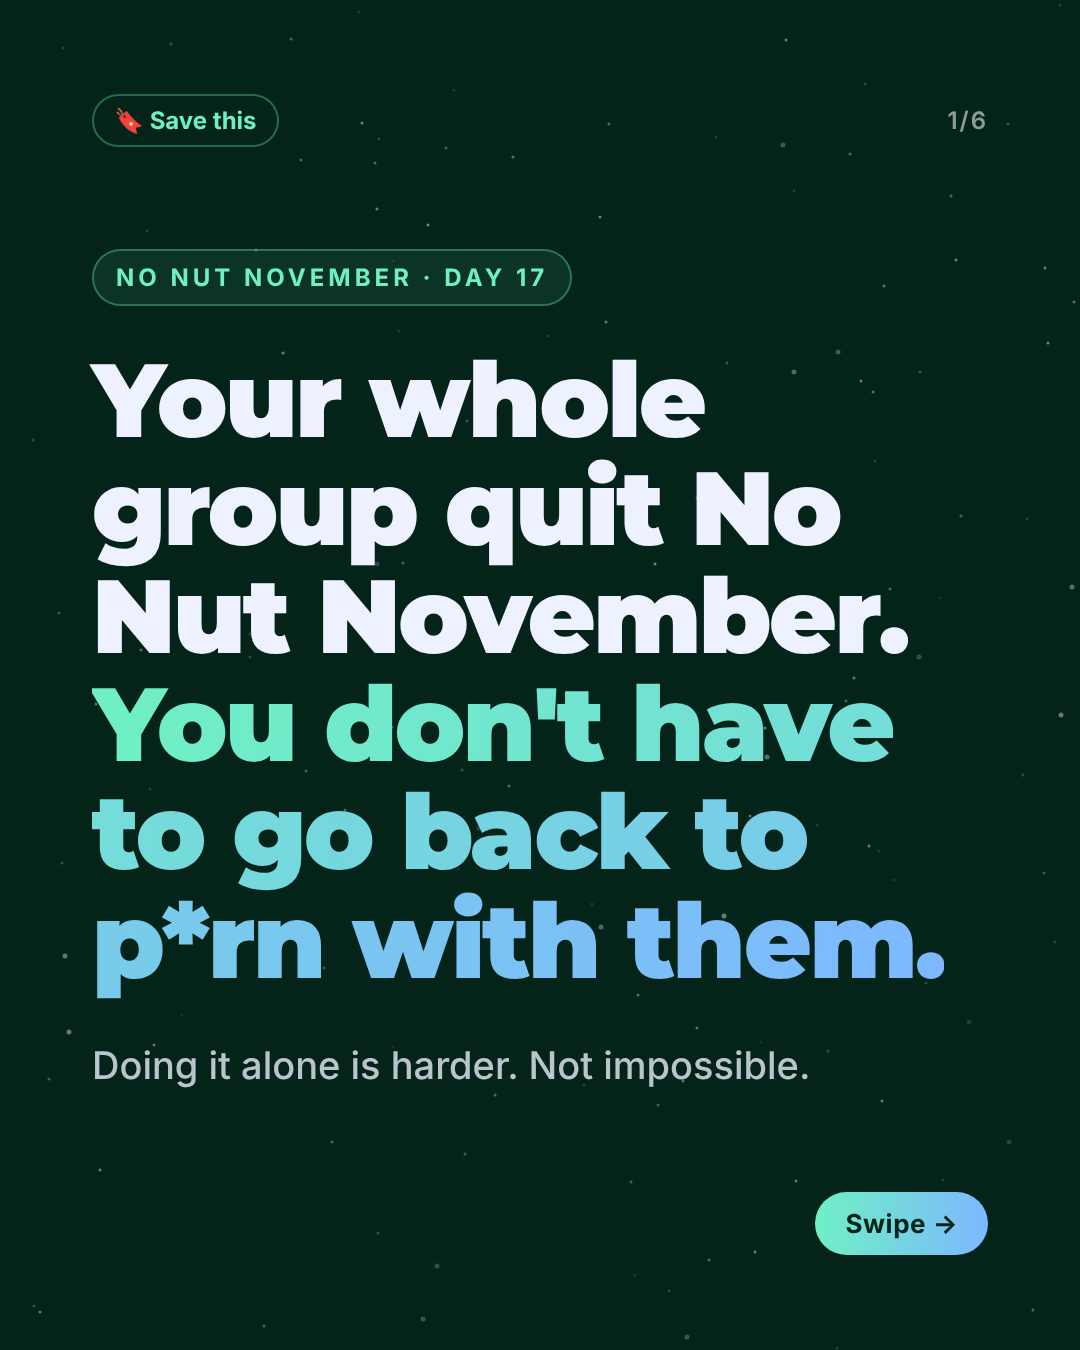 🔖 Save this
1/6
NO NUT NOVEMBER · DAY 17
Your whole
group quit No
Nut November.
You don't have
to go back to
p*rn with them.
Doing it alone is harder. Not impossible.
Swipe →